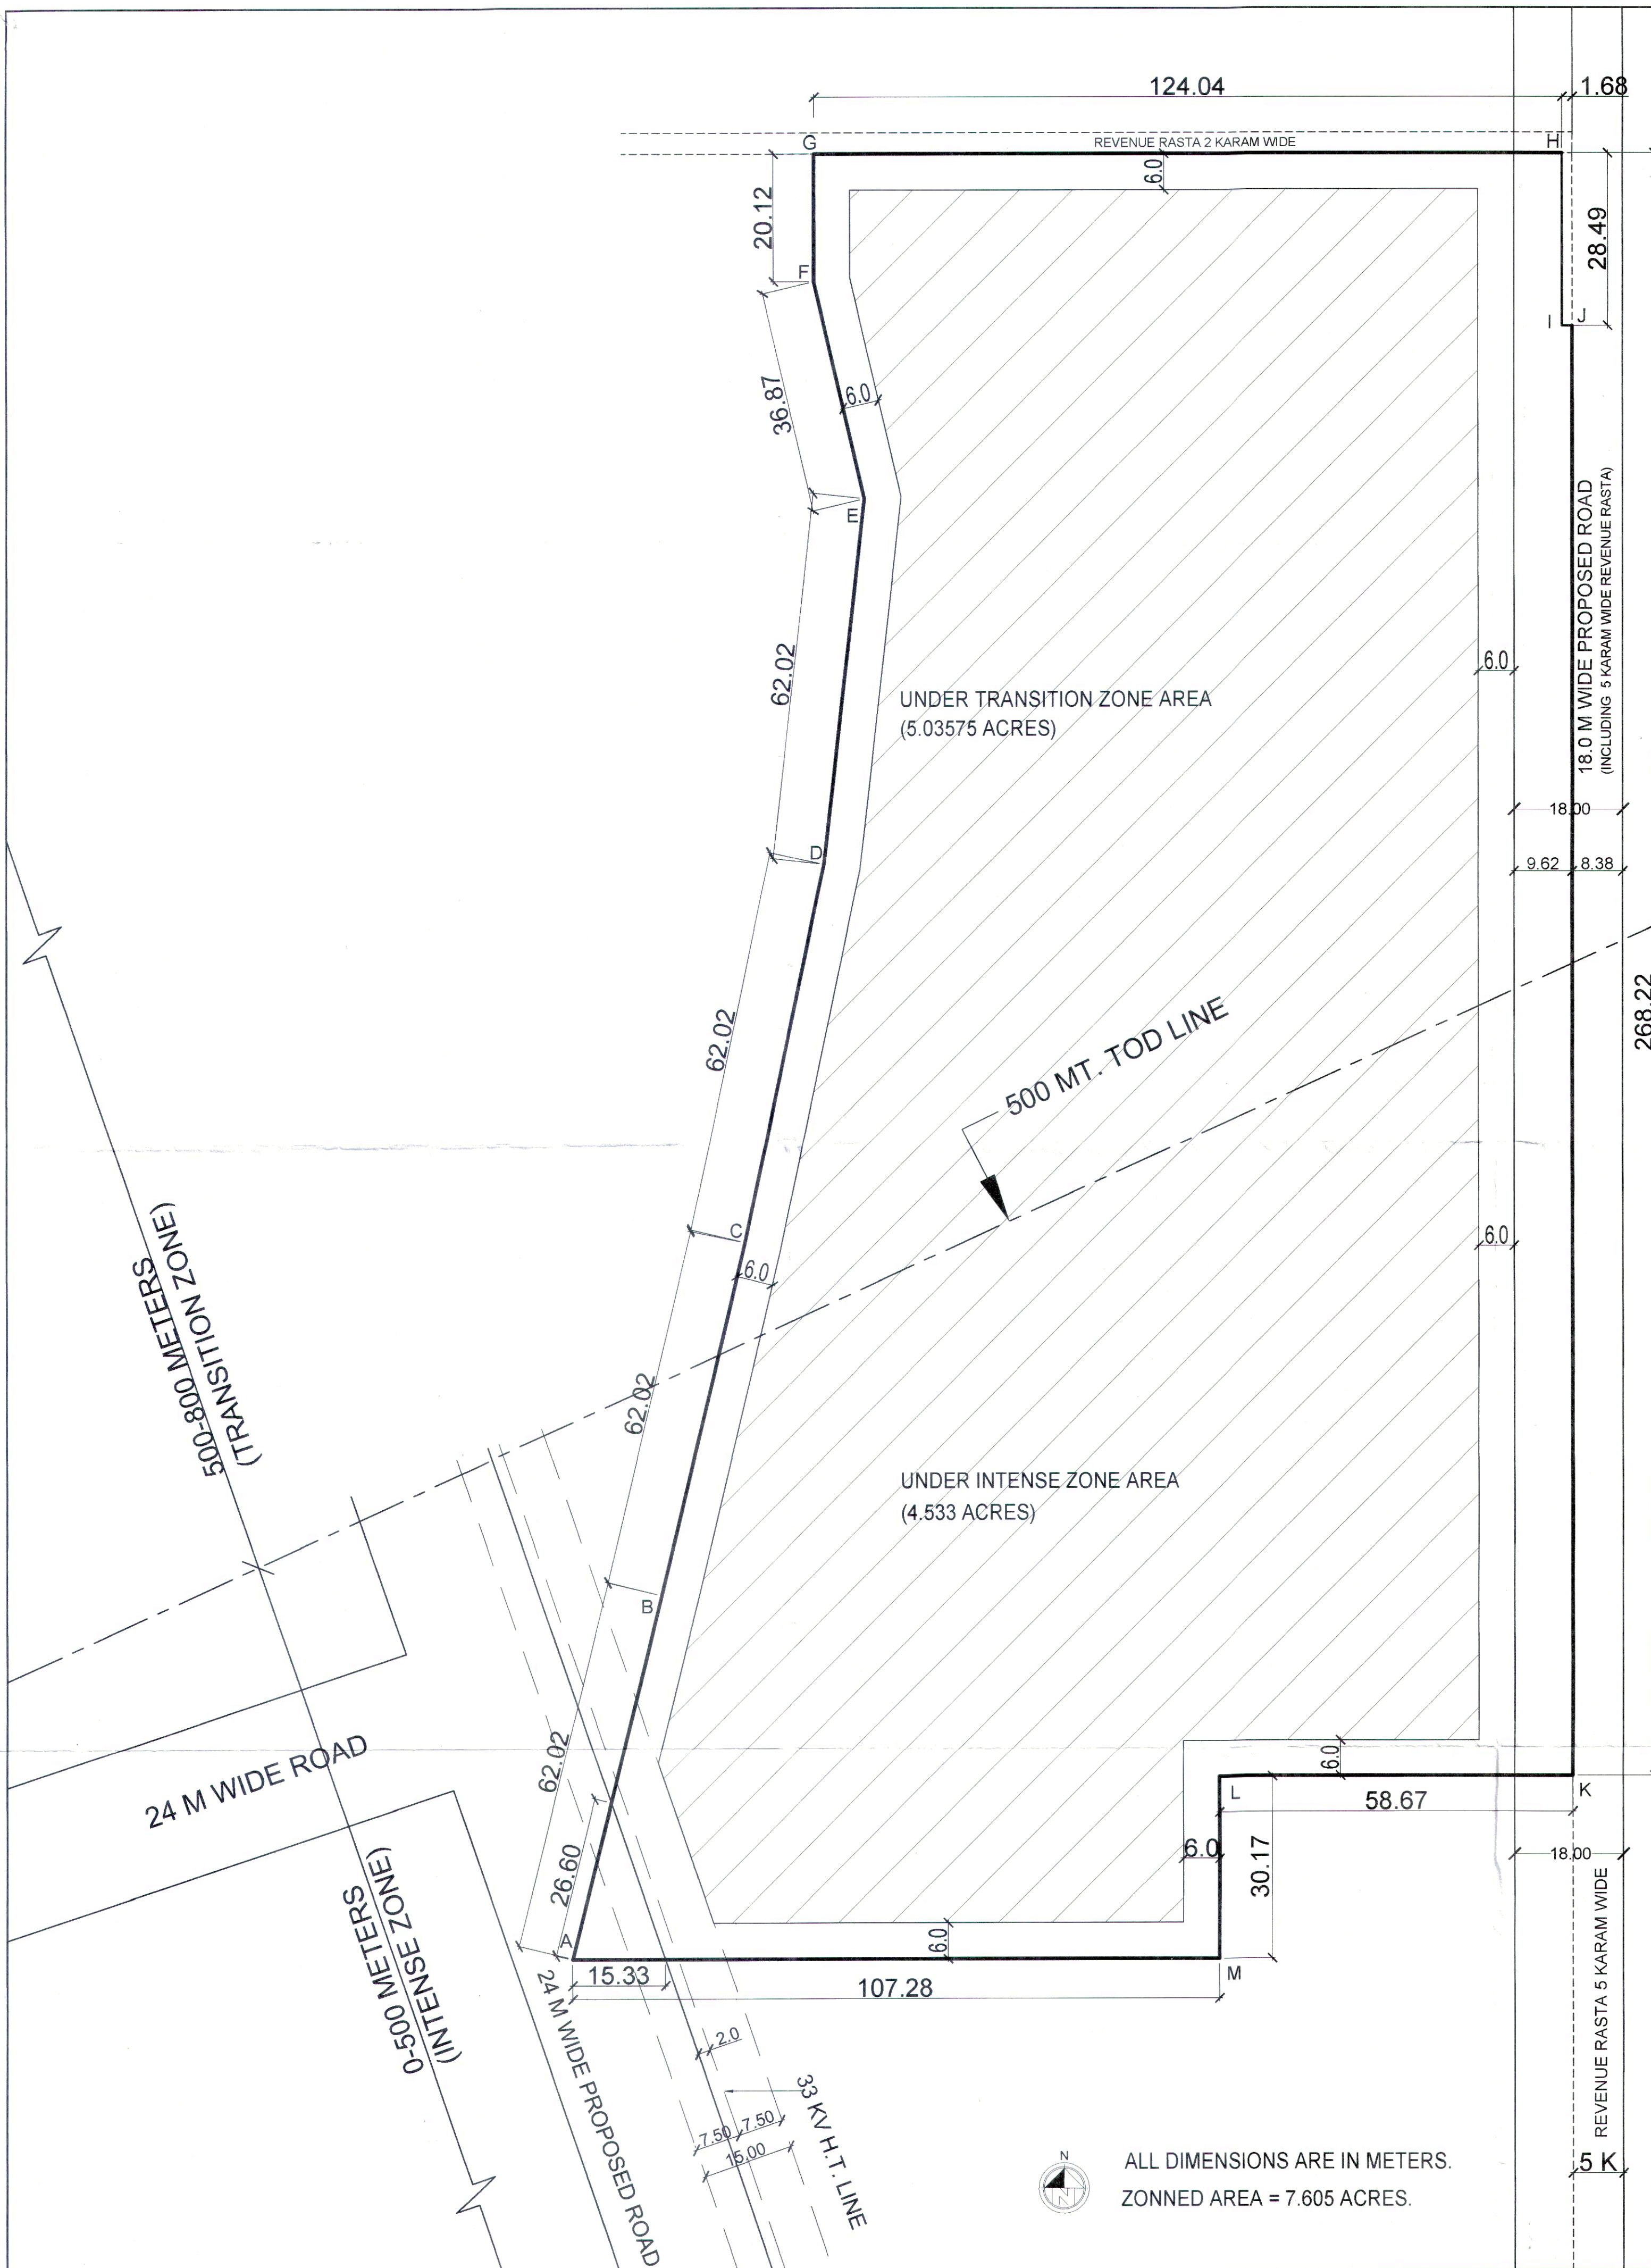 124.04
1.68
G
REVENUE RASTA 2 KARAM WIDE
H
6.0
20.12
28.49
F
I
J
36.87
6.0
E
18.0 M WIDE PROPOSED ROAD
(INCLUDING 5 KARAM WIDE REVENUE RASTA)
62.02
6.0
UNDER TRANSITION ZONE AREA
(5.03575 ACRES)
18.00
D
9.62
8.38
268.22
62.02
500 MT. TOD LINE
C
6.0
6.0
500-800 METERS
(TRANSITION ZONE)
62.02
UNDER INTENSE ZONE AREA
(4.533 ACRES)
B
24 M WIDE ROAD
62.02
6.0
L
K
58.67
6.0
30.17
18.00
26.60
0-500 METERS
(INTENSE ZONE)
A
6.0
15.33
M
107.28
24 M WIDE PROPOSED ROAD
2.0
33 KV H.T. LINE
7.50
7.50
15.00
REVENUE RASTA 5 KARAM WIDE
N
ALL DIMENSIONS ARE IN METERS.
5 K
ZONNED AREA = 7.605 ACRES.